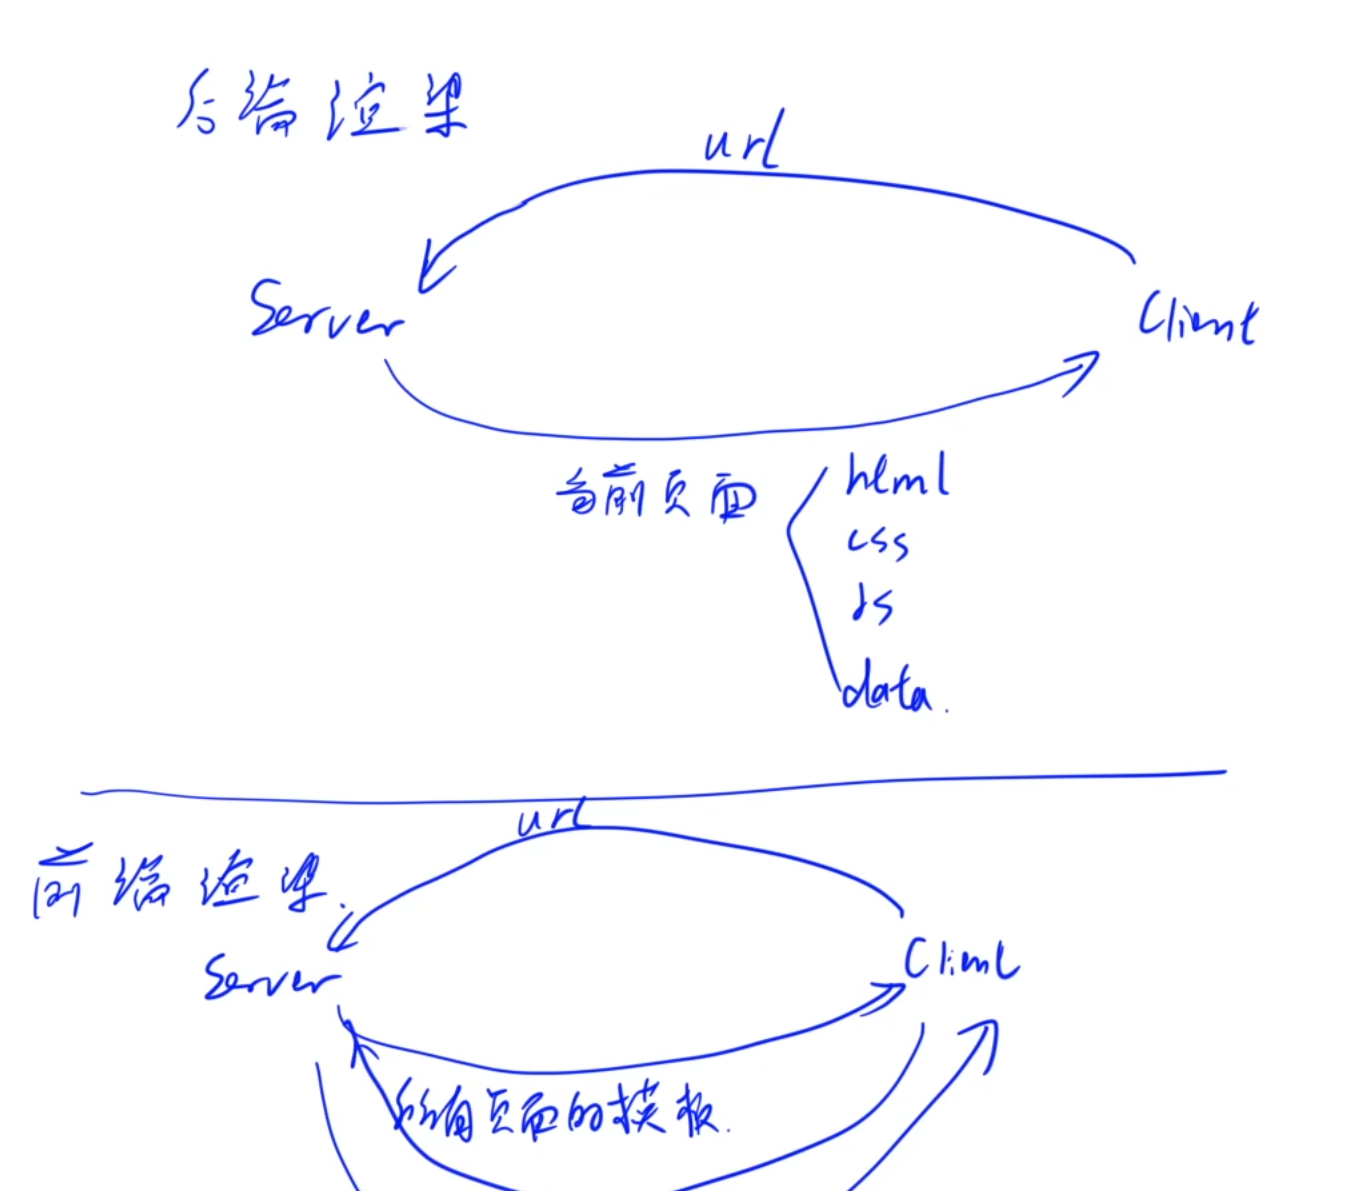 后端渲染
url
Server
Client
当前页面
html
css
js
data.
url
前端渲染.
Server
Client
所有页面的模板.